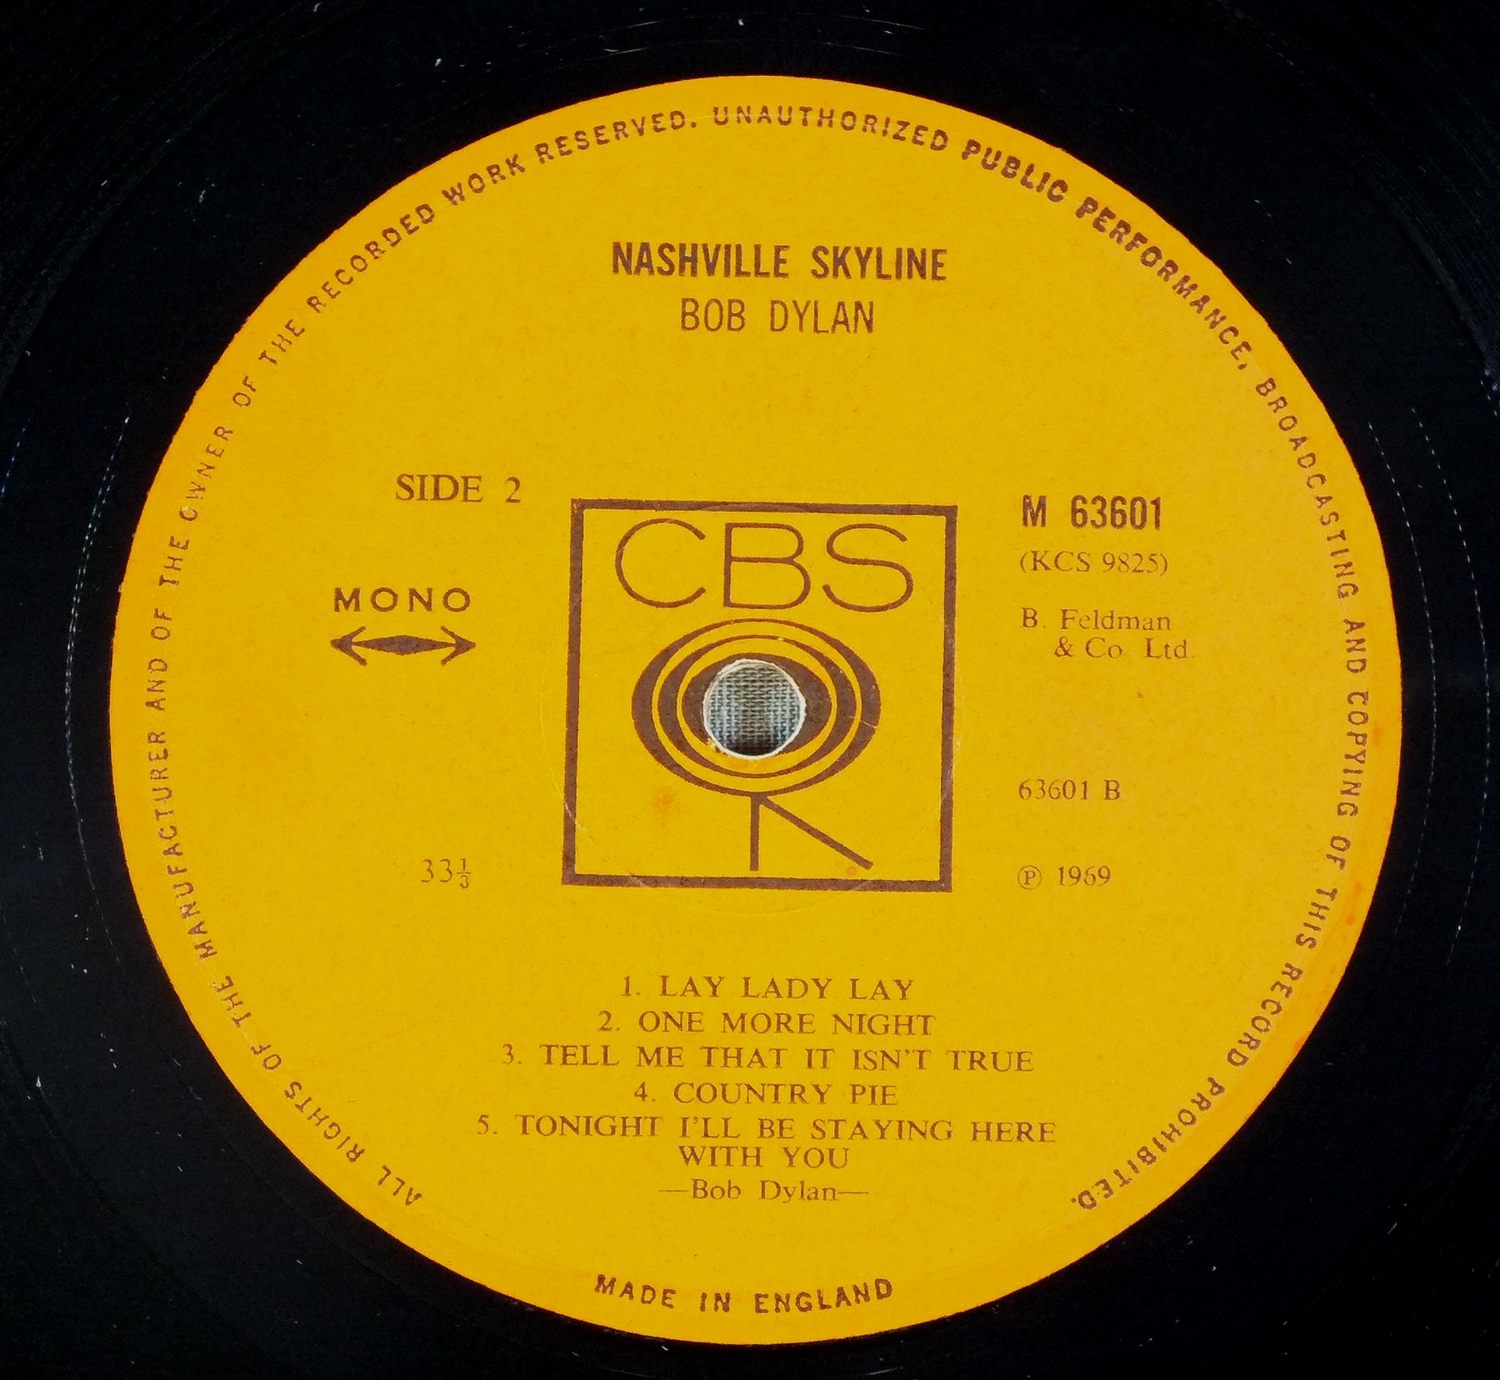 ALL RIGHTS OF THE MANUFACTURER AND OF THE OWNER OF THE RECORDED WORK RESERVED. UNAUTHORIZED PUBLIC PERFORMANCE, BROADCASTING AND COPYING OF THIS RECORD PROHIBITED.
NASHVILLE SKYLINE
BOB DYLAN
SIDE 2
MONO
33⅓
CBS
M 63601
(KCS 9825)
B. Feldman
& Co. Ltd.
63601 B
℗ 1969
1. LAY LADY LAY
2. ONE MORE NIGHT
3. TELL ME THAT IT ISN'T TRUE
4. COUNTRY PIE
5. TONIGHT I'LL BE STAYING HERE
WITH YOU
—Bob Dylan—
MADE IN ENGLAND